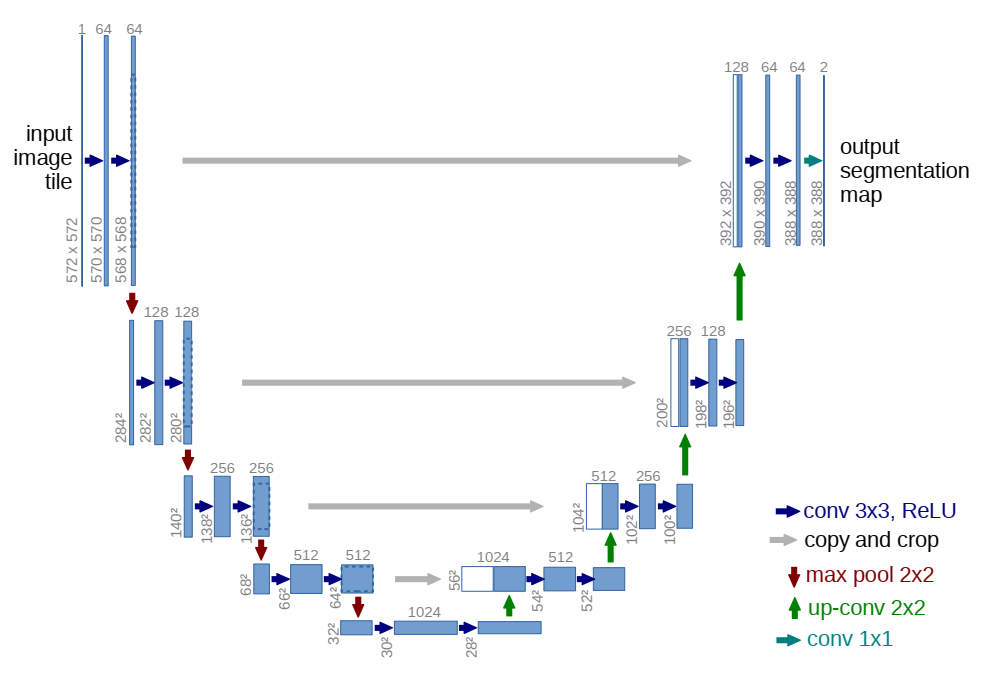 1 64 64
128 64 64 2
input
image
tile
output
segmentation
map
572 x 572
570 x 570
568 x 568
392 x 392
390 x 390
388 x 388
388 x 388
128 128
256 128
284²
282²
280²
200²
198²
196²
256 256
512 256
140²
138²
136²
104²
102²
100²
512 512
1024 512
68²
66²
64²
56²
54²
52²
1024
32²
30²
28²
conv 3x3, ReLU
copy and crop
max pool 2x2
up-conv 2x2
conv 1x1